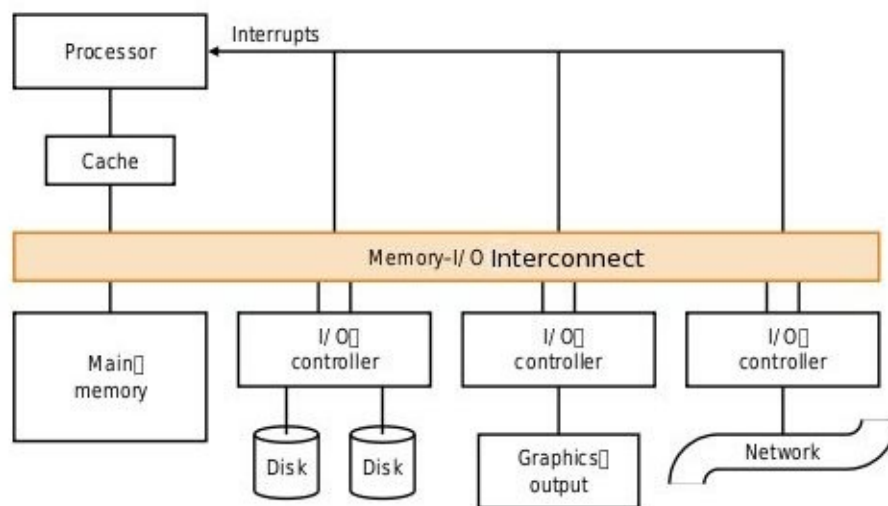 Interrupts
Processor
Cache
Memory-I/O Interconnect
Main▯
memory
I/O▯
controller
I/O▯
controller
I/O▯
controller
Disk
Disk
Graphics▯
output
Network